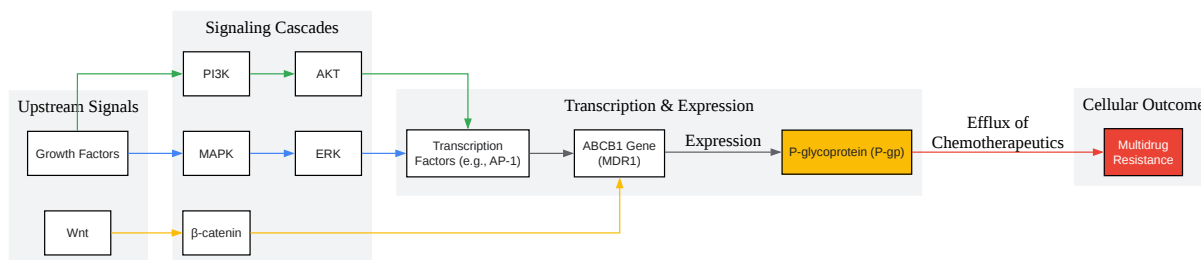 Signaling Cascades
PI3K
AKT
Upstream Signals
Transcription & Expression
Cellular Outcome
Growth Factors
MAPK
ERK
Transcription
Factors (e.g., AP-1)
ABCB1 Gene
(MDR1)
Expression
P-glycoprotein (P-gp)
Efflux of
Chemotherapeutics
Multidrug
Resistance
Wnt
β-catenin